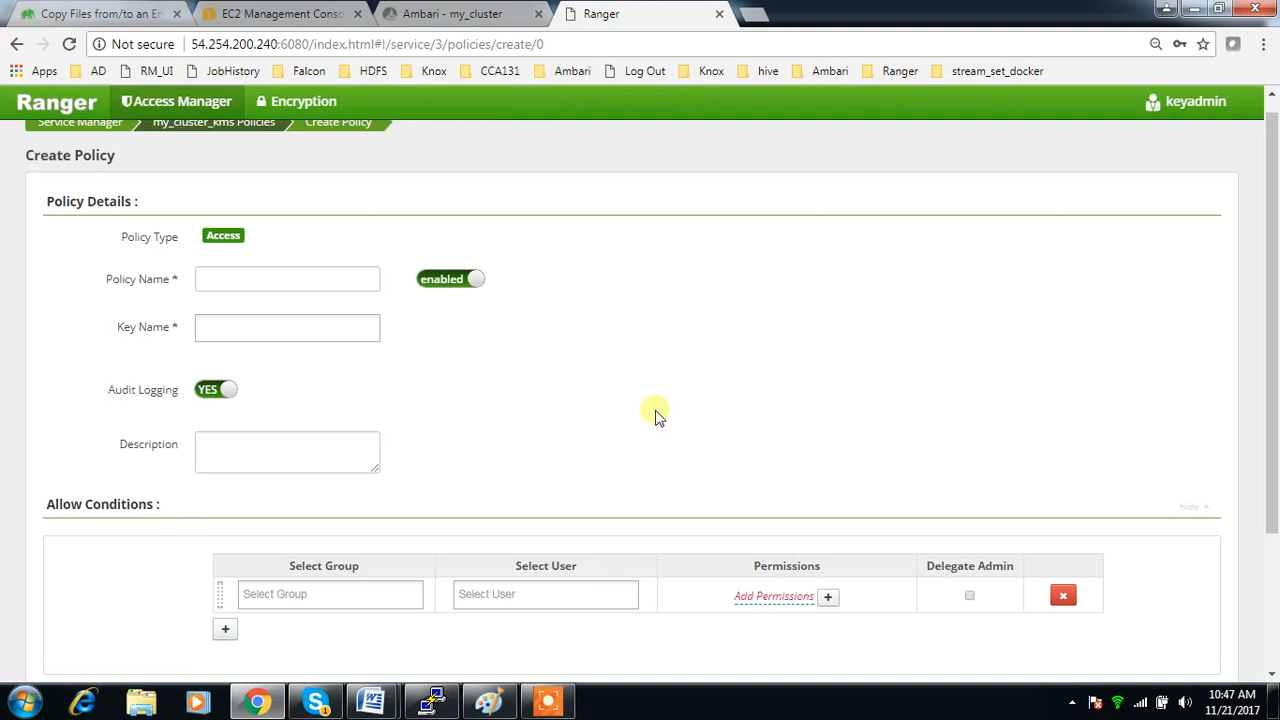 Copy Files from/to an Em
EC2 Management Conso
Ambari - my_cluster
Ranger
Not secure
54.254.200.240:6080/index.html#!/service/3/policies/create/0
Apps
AD
RM_UI
JobHistory
Falcon
HDFS
Knox
CCA131
Ambari
Log Out
Knox
hive
Ambari
Ranger
stream_set_docker
Ranger
Access Manager
Encryption
keyadmin
Service Manager
my_cluster_kms Policies
Create Policy
Create Policy
Policy Details :
Policy Type
Access
Policy Name *
enabled
Key Name *
Audit Logging
YES
Description
Allow Conditions :
hide
Select Group
Select User
Permissions
Delegate Admin
Select Group
Select User
Add Permissions
10:47 AM
11/21/2017